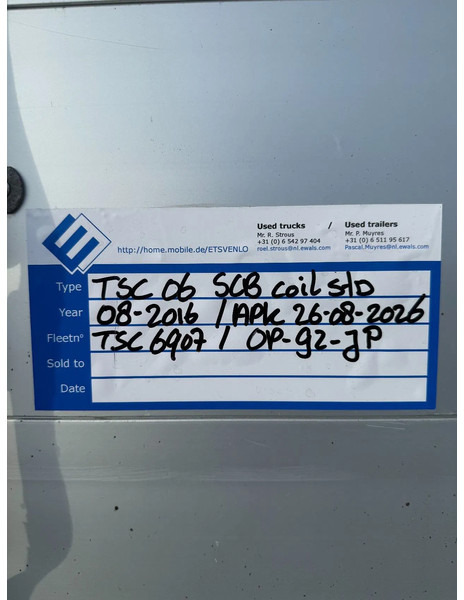 Used trucks / Used trailers
Mr. R. Strous Mr. P. Muyres
+31 (0) 6 542 97 404 +31 (0) 6 511 95 617
http://home.mobile.de/ETSVENLO roel.strous@nl.ewals.com Pascal.Muyres@nl.ewals.com
Type TSC 06 SCB coil s/D
Year 08-2016 / APK 26-08-2026
Fleetn° TSC 6907 / OP-92-JP
Sold to
Date